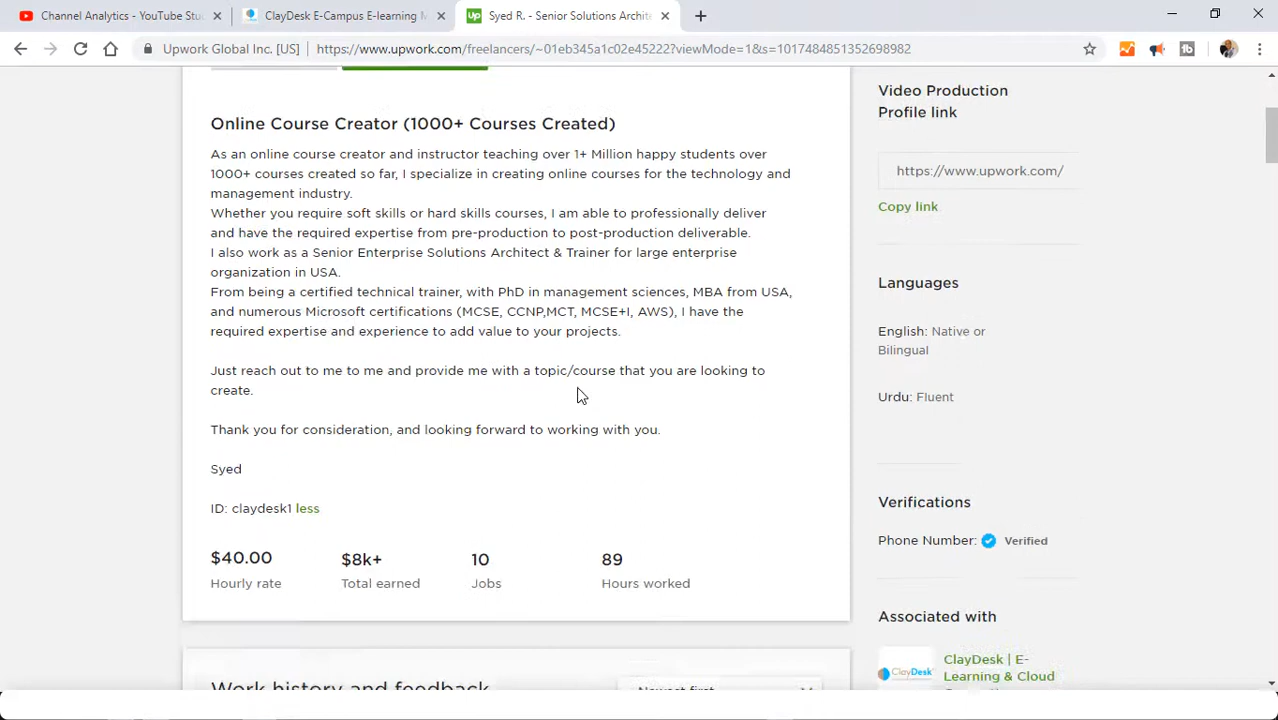 Channel Analytics - YouTube Stu
ClayDesk E-Campus E-learning M
Syed R. - Senior Solutions Archite
Upwork Global Inc. [US]
https://www.upwork.com/freelancers/~01eb345a1c02e45222?viewMode=1&s=1017484851352698982
Online Course Creator (1000+ Courses Created)
As an online course creator and instructor teaching over 1+ Million happy students over
1000+ courses created so far, I specialize in creating online courses for the technology and
management industry.
Whether you require soft skills or hard skills courses, I am able to professionally deliver
and have the required expertise from pre-production to post-production deliverable.
I also work as a Senior Enterprise Solutions Architect & Trainer for large enterprise
organization in USA.
From being a certified technical trainer, with PhD in management sciences, MBA from USA,
and numerous Microsoft certifications (MCSE, CCNP,MCT, MCSE+I, AWS), I have the
required expertise and experience to add value to your projects.
Just reach out to me to me and provide me with a topic/course that you are looking to
create.
Thank you for consideration, and looking forward to working with you.
Syed
ID: claydesk1 less
$40.00
Hourly rate
$8k+
Total earned
10
Jobs
89
Hours worked
Work history and feedback
Newest first
Video Production
Profile link
https://www.upwork.com/
Copy link
Languages
English: Native or
Bilingual
Urdu: Fluent
Verifications
Phone Number: Verified
Associated with
ClayDesk
ClayDesk | E-
Learning & Cloud